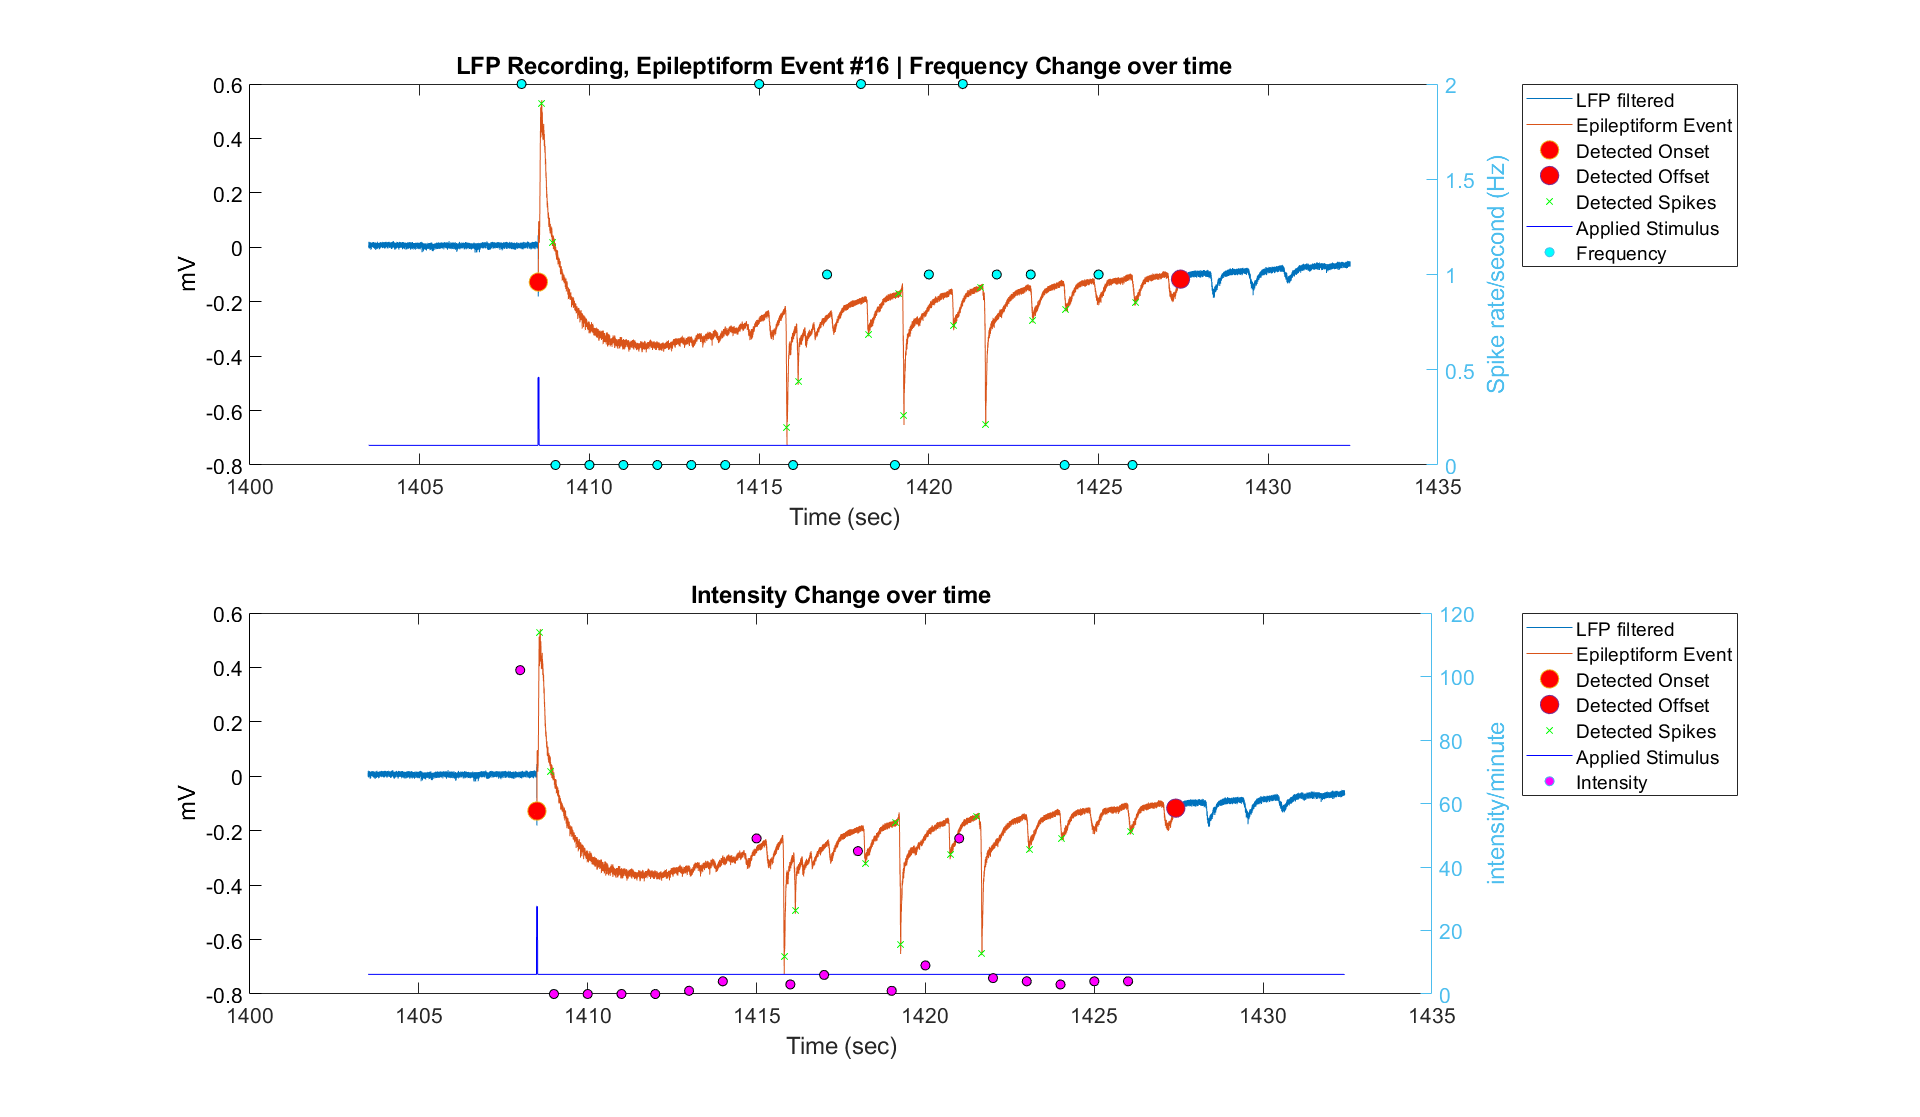 LFP Recording, Epileptiform Event #16 | Frequency Change over time
0.6
0.4
0.2
0
-0.2
-0.4
-0.6
-0.8
mV
1400 1405 1410 1415 1420 1425 1430 1435
Time (sec)
2
1.5
1
0.5
0
Spike rate/second (Hz)
LFP filtered
Epileptiform Event
Detected Onset
Detected Offset
Detected Spikes
Applied Stimulus
Frequency
Intensity Change over time
0.6
0.4
0.2
0
-0.2
-0.4
-0.6
-0.8
mV
1400 1405 1410 1415 1420 1425 1430 1435
Time (sec)
120
100
80
60
40
20
0
intensity/minute
LFP filtered
Epileptiform Event
Detected Onset
Detected Offset
Detected Spikes
Applied Stimulus
Intensity